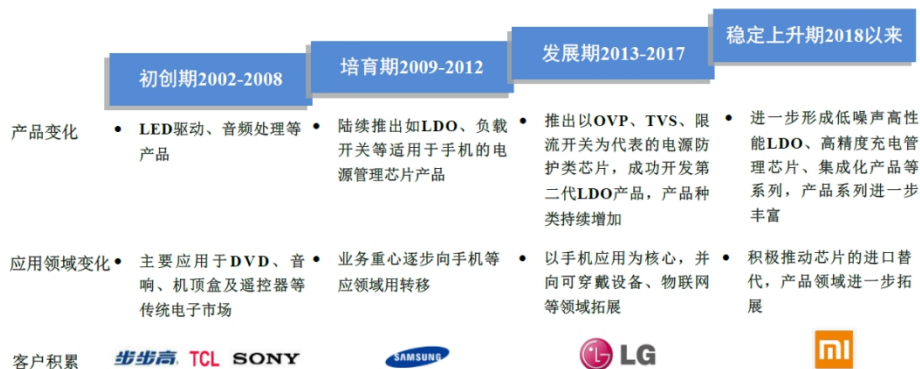 初创期2002-2008
培育期2009-2012
发展期2013-2017
稳定上升期2018以来
产品变化
• LED驱动、音频处理等
产品
• 陆续推出如LDO、负载
开关等适用于手机的电
源管理芯片产品
• 推出以OVP、TVS、限
流开关为代表的电源防
护类芯片，成功开发第
二代LDO产品，产品种
类持续增加
• 进一步形成低噪声高性
能LDO、高精度充电管
理芯片、集成化产品等
系列，产品系列进一步
丰富
应用领域变化
• 主要应用于DVD、音
响、机顶盒及遥控器等
传统电子市场
• 业务重心逐步向手机等
应领域用转移
• 以手机应用为核心，并
向可穿戴设备、物联网
等领域拓展
• 积极推动芯片的进口替
代，产品领域进一步拓
展
客户积累
步步高 TCL SONY
SAMSUNG
LG
mi